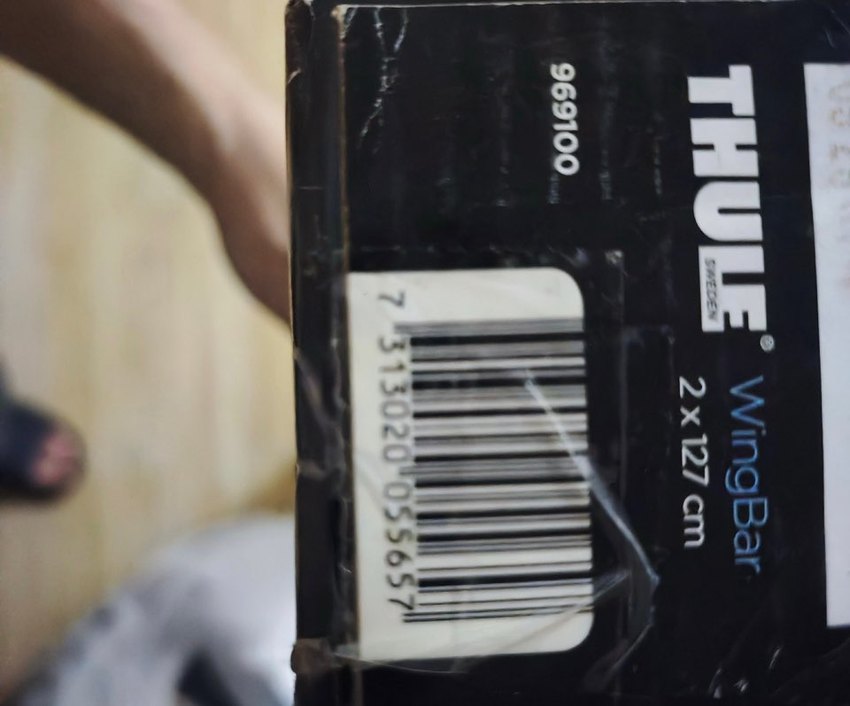 THULE® WingBar
SWEDEN
2 x 127 cm
969100
7 313020 055657